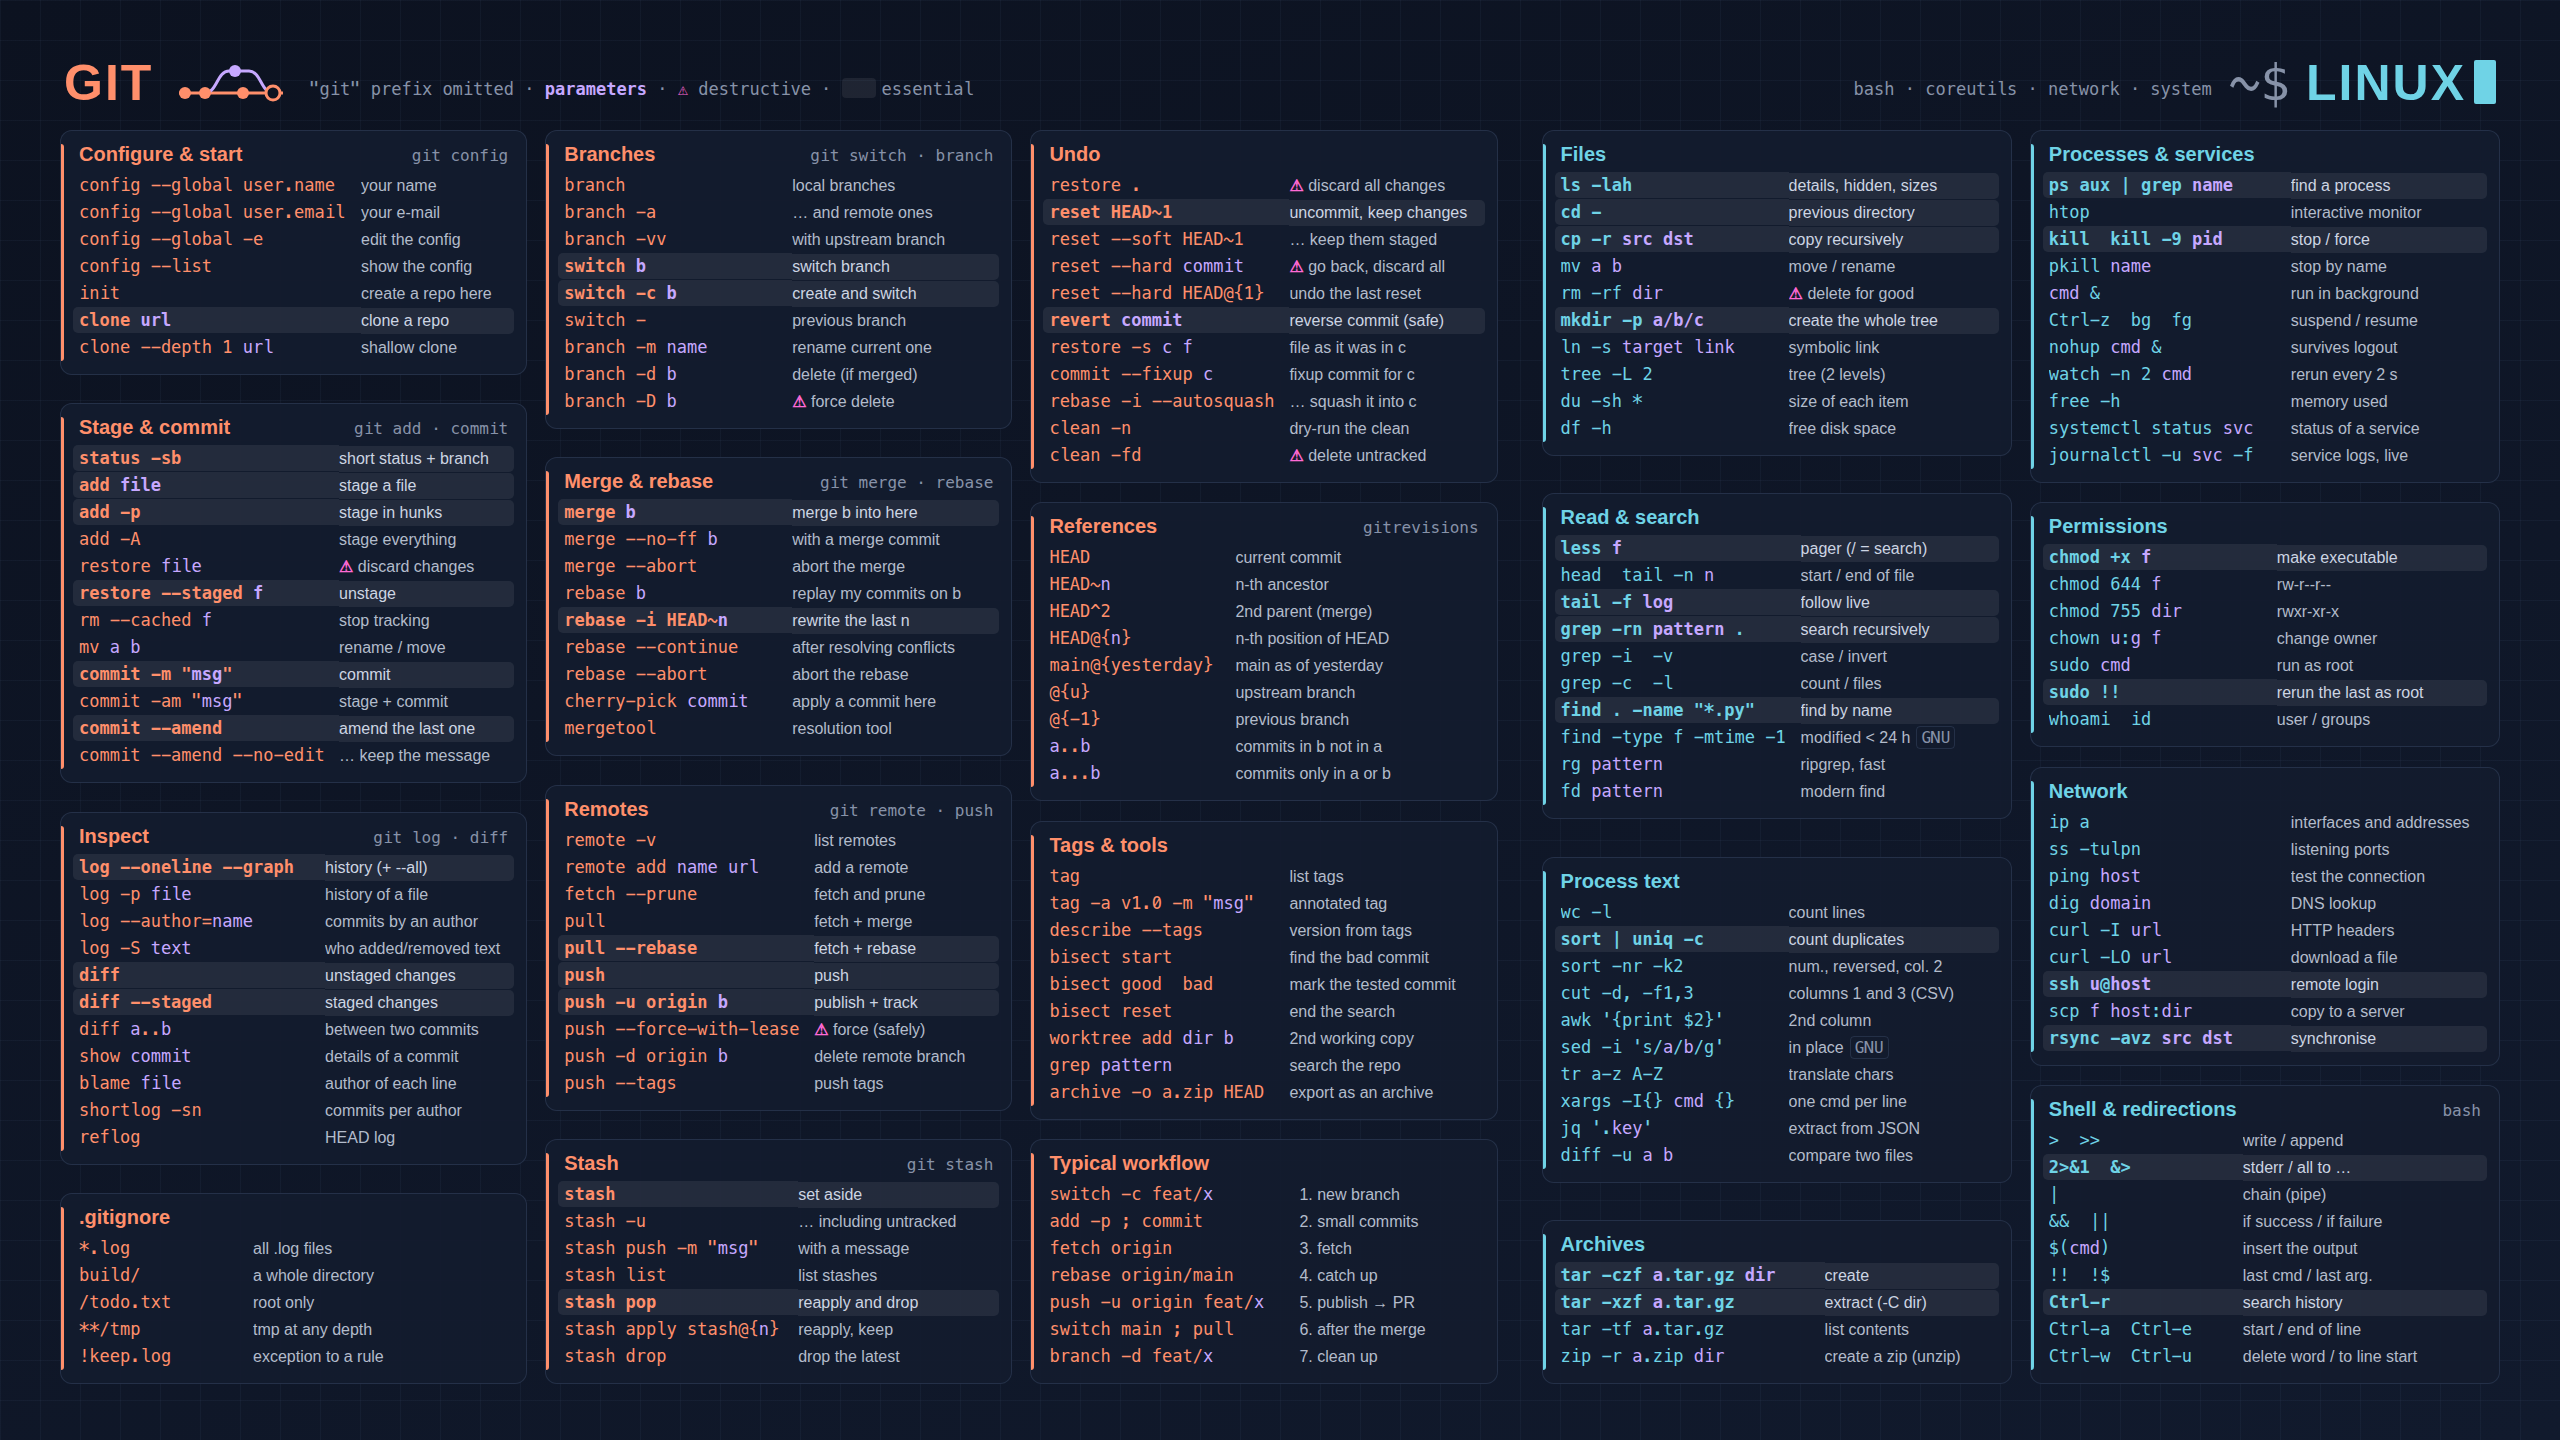 GIT
"git" prefix omitted · parameters · ⚠ destructive · essential
bash · coreutils · network · system ~$ LINUX
Configure & start git config
config --global user.name your name
config --global user.email your e-mail
config --global -e edit the config
config --list show the config
init create a repo here
clone url clone a repo
clone --depth 1 url shallow clone
Stage & commit git add · commit
status -sb short status + branch
add file stage a file
add -p stage in hunks
add -A stage everything
restore file ⚠ discard changes
restore --staged f unstage
rm --cached f stop tracking
mv a b rename / move
commit -m "msg" commit
commit -am "msg" stage + commit
commit --amend amend the last one
commit --amend --no-edit … keep the message
Inspect git log · diff
log --oneline --graph history (+ --all)
log -p file history of a file
log --author=name commits by an author
log -S text who added/removed text
diff unstaged changes
diff --staged staged changes
diff a..b between two commits
show commit details of a commit
blame file author of each line
shortlog -sn commits per author
reflog HEAD log
.gitignore
*.log all .log files
build/ a whole directory
/todo.txt root only
**/tmp tmp at any depth
!keep.log exception to a rule
Branches git switch · branch
branch local branches
branch -a … and remote ones
branch -vv with upstream branch
switch b switch branch
switch -c b create and switch
switch - previous branch
branch -m name rename current one
branch -d b delete (if merged)
branch -D b ⚠ force delete
Merge & rebase git merge · rebase
merge b merge b into here
merge --no-ff b with a merge commit
merge --abort abort the merge
rebase b replay my commits on b
rebase -i HEAD~n rewrite the last n
rebase --continue after resolving conflicts
rebase --abort abort the rebase
cherry-pick commit apply a commit here
mergetool resolution tool
Remotes git remote · push
remote -v list remotes
remote add name url add a remote
fetch --prune fetch and prune
pull fetch + merge
pull --rebase fetch + rebase
push push
push -u origin b publish + track
push --force-with-lease ⚠ force (safely)
push -d origin b delete remote branch
push --tags push tags
Stash git stash
stash set aside
stash -u … including untracked
stash push -m "msg" with a message
stash list list stashes
stash pop reapply and drop
stash apply stash@{n} reapply, keep
stash drop drop the latest
Undo
restore . ⚠ discard all changes
reset HEAD~1 uncommit, keep changes
reset --soft HEAD~1 … keep them staged
reset --hard commit ⚠ go back, discard all
reset --hard HEAD@{1} undo the last reset
revert commit reverse commit (safe)
restore -s c f file as it was in c
commit --fixup c fixup commit for c
rebase -i --autosquash … squash it into c
clean -n dry-run the clean
clean -fd ⚠ delete untracked
References gitrevisions
HEAD current commit
HEAD~n n-th ancestor
HEAD^2 2nd parent (merge)
HEAD@{n} n-th position of HEAD
main@{yesterday} main as of yesterday
@{u} upstream branch
@{-1} previous branch
a..b commits in b not in a
a...b commits only in a or b
Tags & tools
tag list tags
tag -a v1.0 -m "msg" annotated tag
describe --tags version from tags
bisect start find the bad commit
bisect good bad mark the tested commit
bisect reset end the search
worktree add dir b 2nd working copy
grep pattern search the repo
archive -o a.zip HEAD export as an archive
Typical workflow
switch -c feat/x 1. new branch
add -p ; commit 2. small commits
fetch origin 3. fetch
rebase origin/main 4. catch up
push -u origin feat/x 5. publish → PR
switch main ; pull 6. after the merge
branch -d feat/x 7. clean up
Files
ls -lah details, hidden, sizes
cd - previous directory
cp -r src dst copy recursively
mv a b move / rename
rm -rf dir ⚠ delete for good
mkdir -p a/b/c create the whole tree
ln -s target link symbolic link
tree -L 2 tree (2 levels)
du -sh * size of each item
df -h free disk space
Read & search
less f pager (/ = search)
head tail -n n start / end of file
tail -f log follow live
grep -rn pattern . search recursively
grep -i -v case / invert
grep -c -l count / files
find . -name "*.py" find by name
find -type f -mtime -1 modified < 24 h GNU
rg pattern ripgrep, fast
fd pattern modern find
Process text
wc -l count lines
sort | uniq -c count duplicates
sort -nr -k2 num., reversed, col. 2
cut -d, -f1,3 columns 1 and 3 (CSV)
awk '{print $2}' 2nd column
sed -i 's/a/b/g' in place GNU
tr a-z A-Z translate chars
xargs -I{} cmd {} one cmd per line
jq '.key' extract from JSON
diff -u a b compare two files
Archives
tar -czf a.tar.gz dir create
tar -xzf a.tar.gz extract (-C dir)
tar -tf a.tar.gz list contents
zip -r a.zip dir create a zip (unzip)
Processes & services
ps aux | grep name find a process
htop interactive monitor
kill kill -9 pid stop / force
pkill name stop by name
cmd & run in background
Ctrl-z bg fg suspend / resume
nohup cmd & survives logout
watch -n 2 cmd rerun every 2 s
free -h memory used
systemctl status svc status of a service
journalctl -u svc -f service logs, live
Permissions
chmod +x f make executable
chmod 644 f rw-r--r--
chmod 755 dir rwxr-xr-x
chown u:g f change owner
sudo cmd run as root
sudo !! rerun the last as root
whoami id user / groups
Network
ip a interfaces and addresses
ss -tulpn listening ports
ping host test the connection
dig domain DNS lookup
curl -I url HTTP headers
curl -LO url download a file
ssh u@host remote login
scp f host:dir copy to a server
rsync -avz src dst synchronise
Shell & redirections bash
> >> write / append
2>&1 &> stderr / all to …
| chain (pipe)
&& || if success / if failure
$(cmd) insert the output
!! !$ last cmd / last arg.
Ctrl-r search history
Ctrl-a Ctrl-e start / end of line
Ctrl-w Ctrl-u delete word / to line start